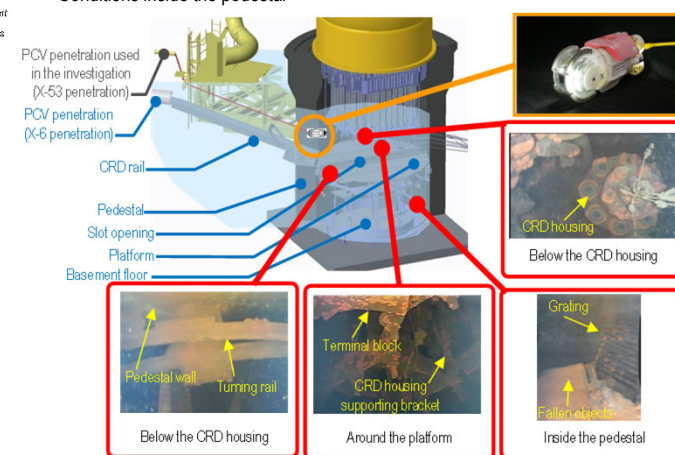 Conditions inside the pedestal
PCV penetration used
in the investigation
(X-53 penetration)
PCV penetration
(X-6 penetration)
CRD rail
Pedestal
Slot opening
Platform
Basement floor
CRD housing
Below the CRD housing
Pedestal wall
Turning rail
Below the CRD housing
Terminal block
CRD housing
supporting bracket
Around the platform
Grating
Fallen objects
Inside the pedestal